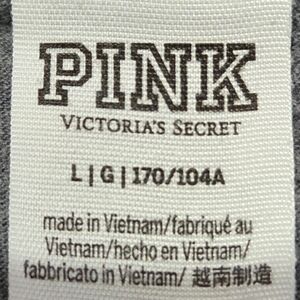 PINK
VICTORIA'S SECRET
L | G | 170/104A
made in Vietnam/fabriqué au
Vietnam/hecho en Vietnam/
fabbricato in Vietnam/ 越南制造